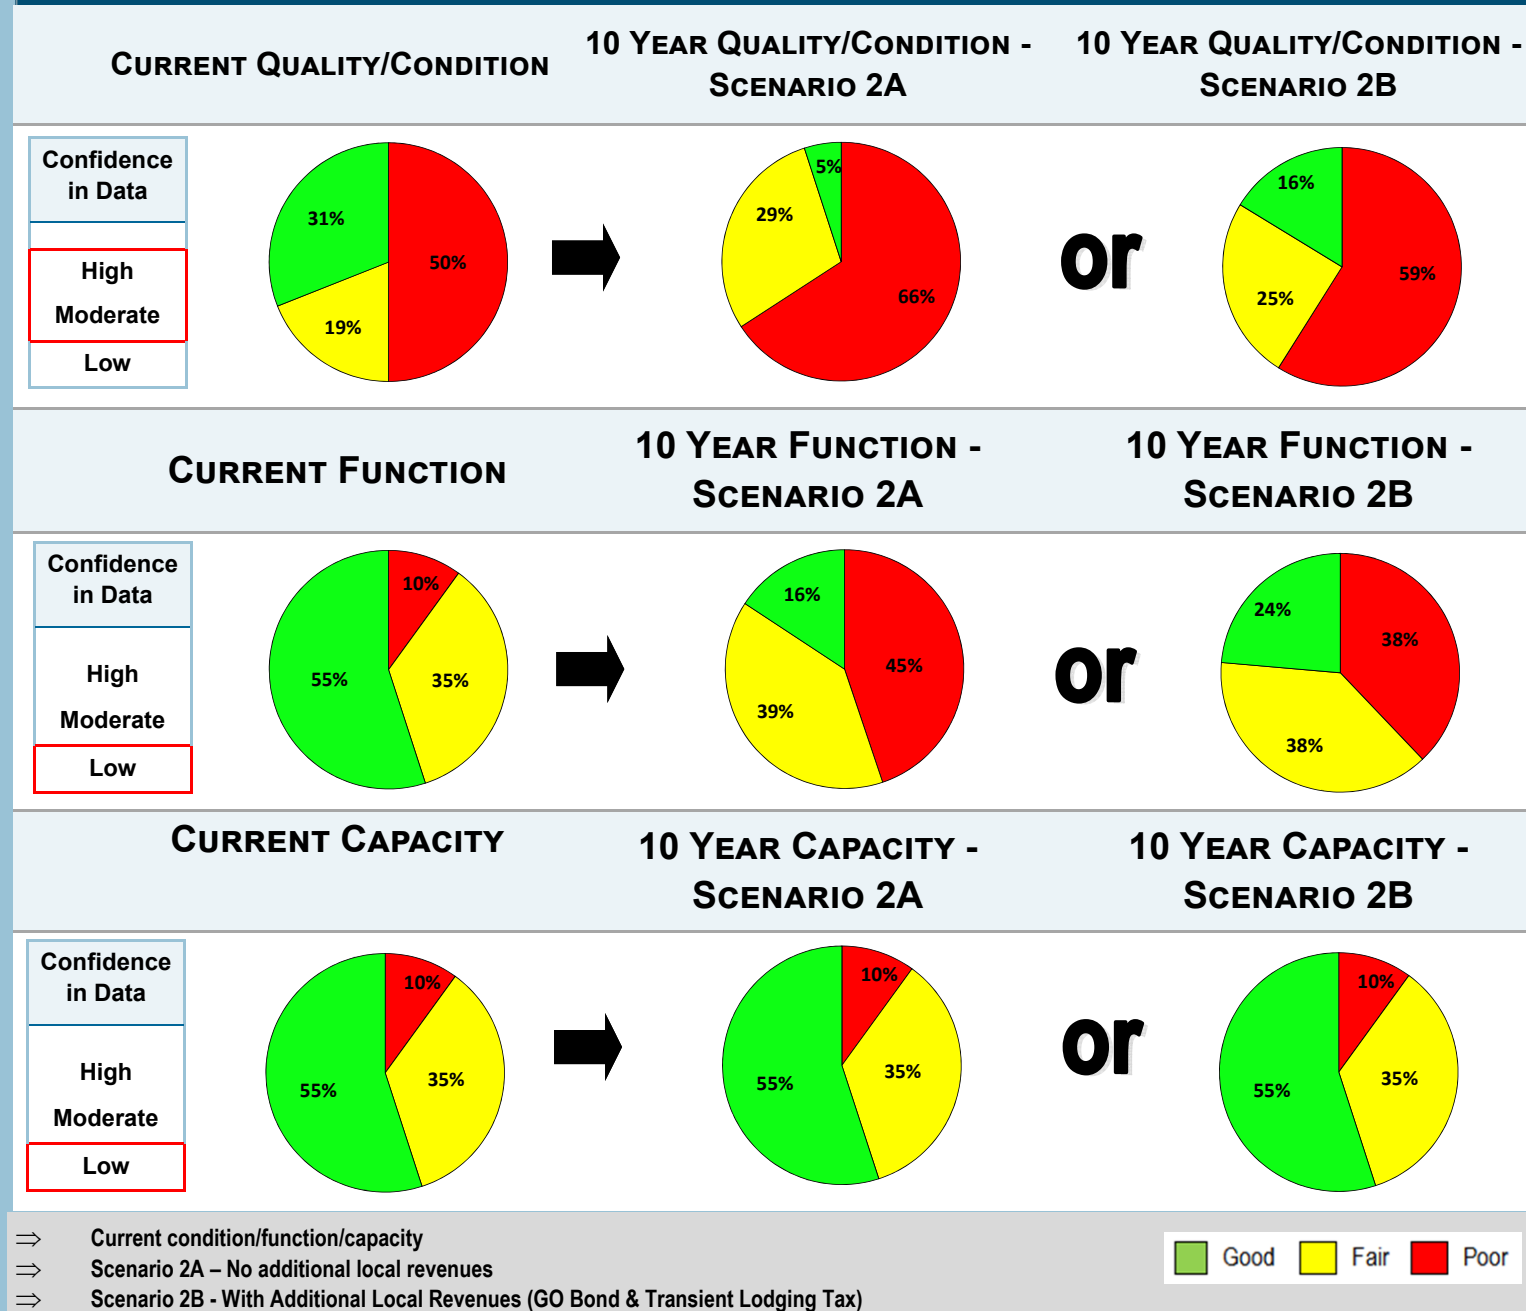 CURRENT QUALITY/CONDITION
10 YEAR QUALITY/CONDITION -
SCENARIO 2A
10 YEAR QUALITY/CONDITION -
SCENARIO 2B
Confidence
in Data
High
Moderate
Low
31%
50%
19%
5%
29%
66%
or
16%
59%
25%
CURRENT FUNCTION
10 YEAR FUNCTION -
SCENARIO 2A
10 YEAR FUNCTION -
SCENARIO 2B
Confidence
in Data
High
Moderate
Low
10%
55%
35%
16%
45%
39%
or
24%
38%
38%
CURRENT CAPACITY
10 YEAR CAPACITY -
SCENARIO 2A
10 YEAR CAPACITY -
SCENARIO 2B
Confidence
in Data
High
Moderate
Low
10%
55%
35%
10%
55%
35%
or
10%
55%
35%
⇒ Current condition/function/capacity
⇒ Scenario 2A – No additional local revenues
⇒ Scenario 2B - With Additional Local Revenues (GO Bond & Transient Lodging Tax)
Good Fair Poor